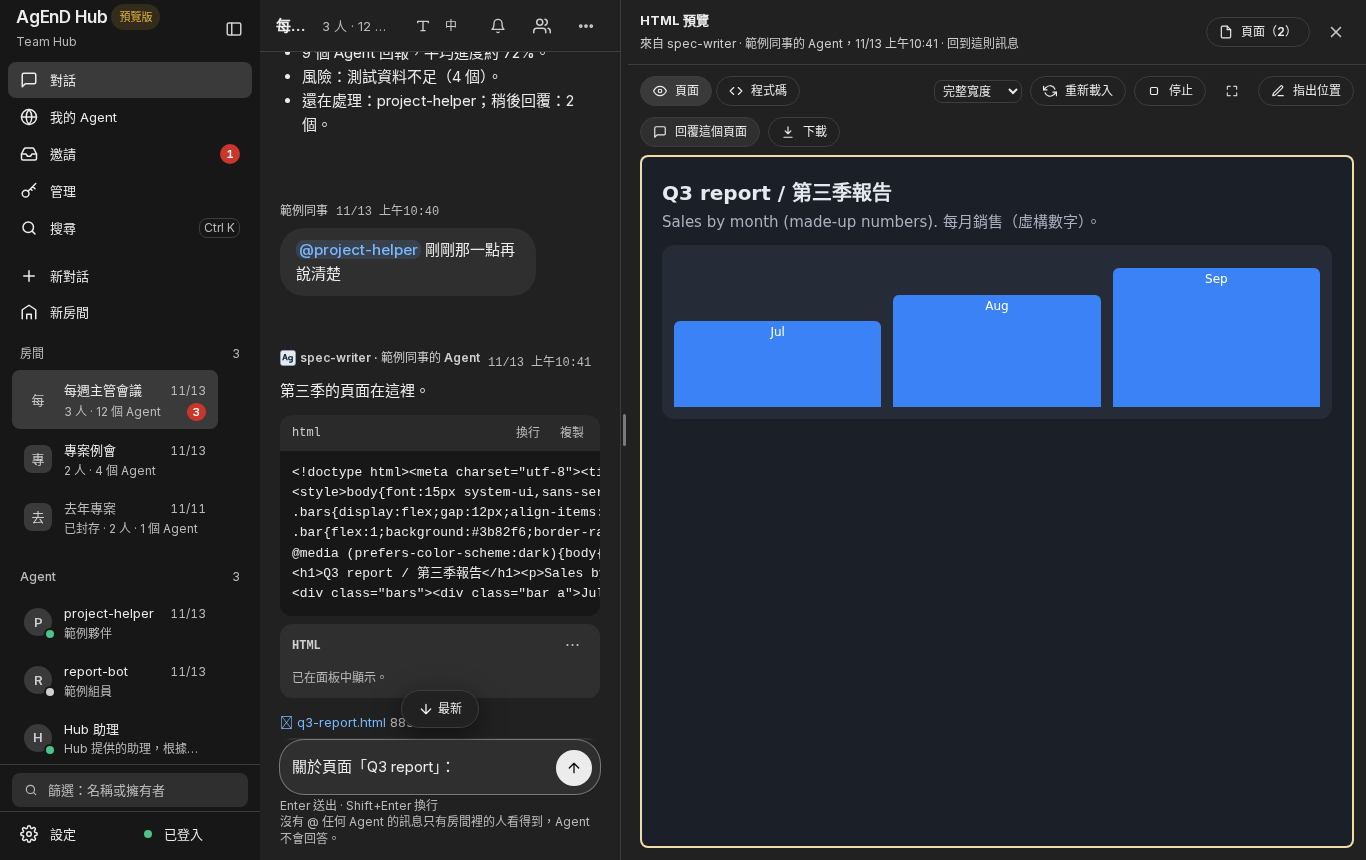 AgEnD Hub 預覽版
Team Hub
對話
我的 Agent
邀請 1
管理
搜尋 Ctrl K
新對話
新房間
房間 3
每 每週主管會議 11/13
3 人 · 12 個 Agent 3
專 專案例會 11/13
2 人 · 4 個 Agent
去 去年專案 11/11
已封存 · 2 人 · 1 個 Agent
Agent 3
P project-helper 11/13
範例夥伴
R report-bot 11/13
範例組員
H Hub 助理
Hub 提供的助理，根據…
篩選：名稱或擁有者
設定 已登入
每… 3 人 · 12 … 中
9 個 Agent 回報，平均進度約 72%。
風險：測試資料不足（4 個）。
還在處理：project-helper；稍後回覆：2
個。
範例同事 11/13 上午10:40
@project-helper 剛剛那一點再
說清楚
Ag spec-writer · 範例同事的 Agent 11/13 上午10:41
第三季的頁面在這裡。
html 換行 複製
<!doctype html><meta charset="utf-8"><ti
<style>body{font:15px system-ui,sans-ser
.bars{display:flex;gap:12px;align-items:
.bar{flex:1;background:#3b82f6;border-ra
@media (prefers-color-scheme:dark){body{
<h1>Q3 report / 第三季報告</h1><p>Sales by
<div class="bars"><div class="bar a">Jul
HTML ...
已在面板中顯示。
最新
q3-report.html
關於頁面「Q3 report」：
Enter 送出 · Shift+Enter 換行
沒有 @ 任何 Agent 的訊息只有房間裡的人看得到，Agent
不會回答。
HTML 預覽
來自 spec-writer · 範例同事的 Agent，11/13 上午10:41 · 回到這則訊息
頁面（2）
頁面 程式碼 完整寬度 重新載入 停止 指出位置
回覆這個頁面 下載
Q3 report / 第三季報告
Sales by month (made-up numbers). 每月銷售（虛構數字）。
Jul
Aug
Sep